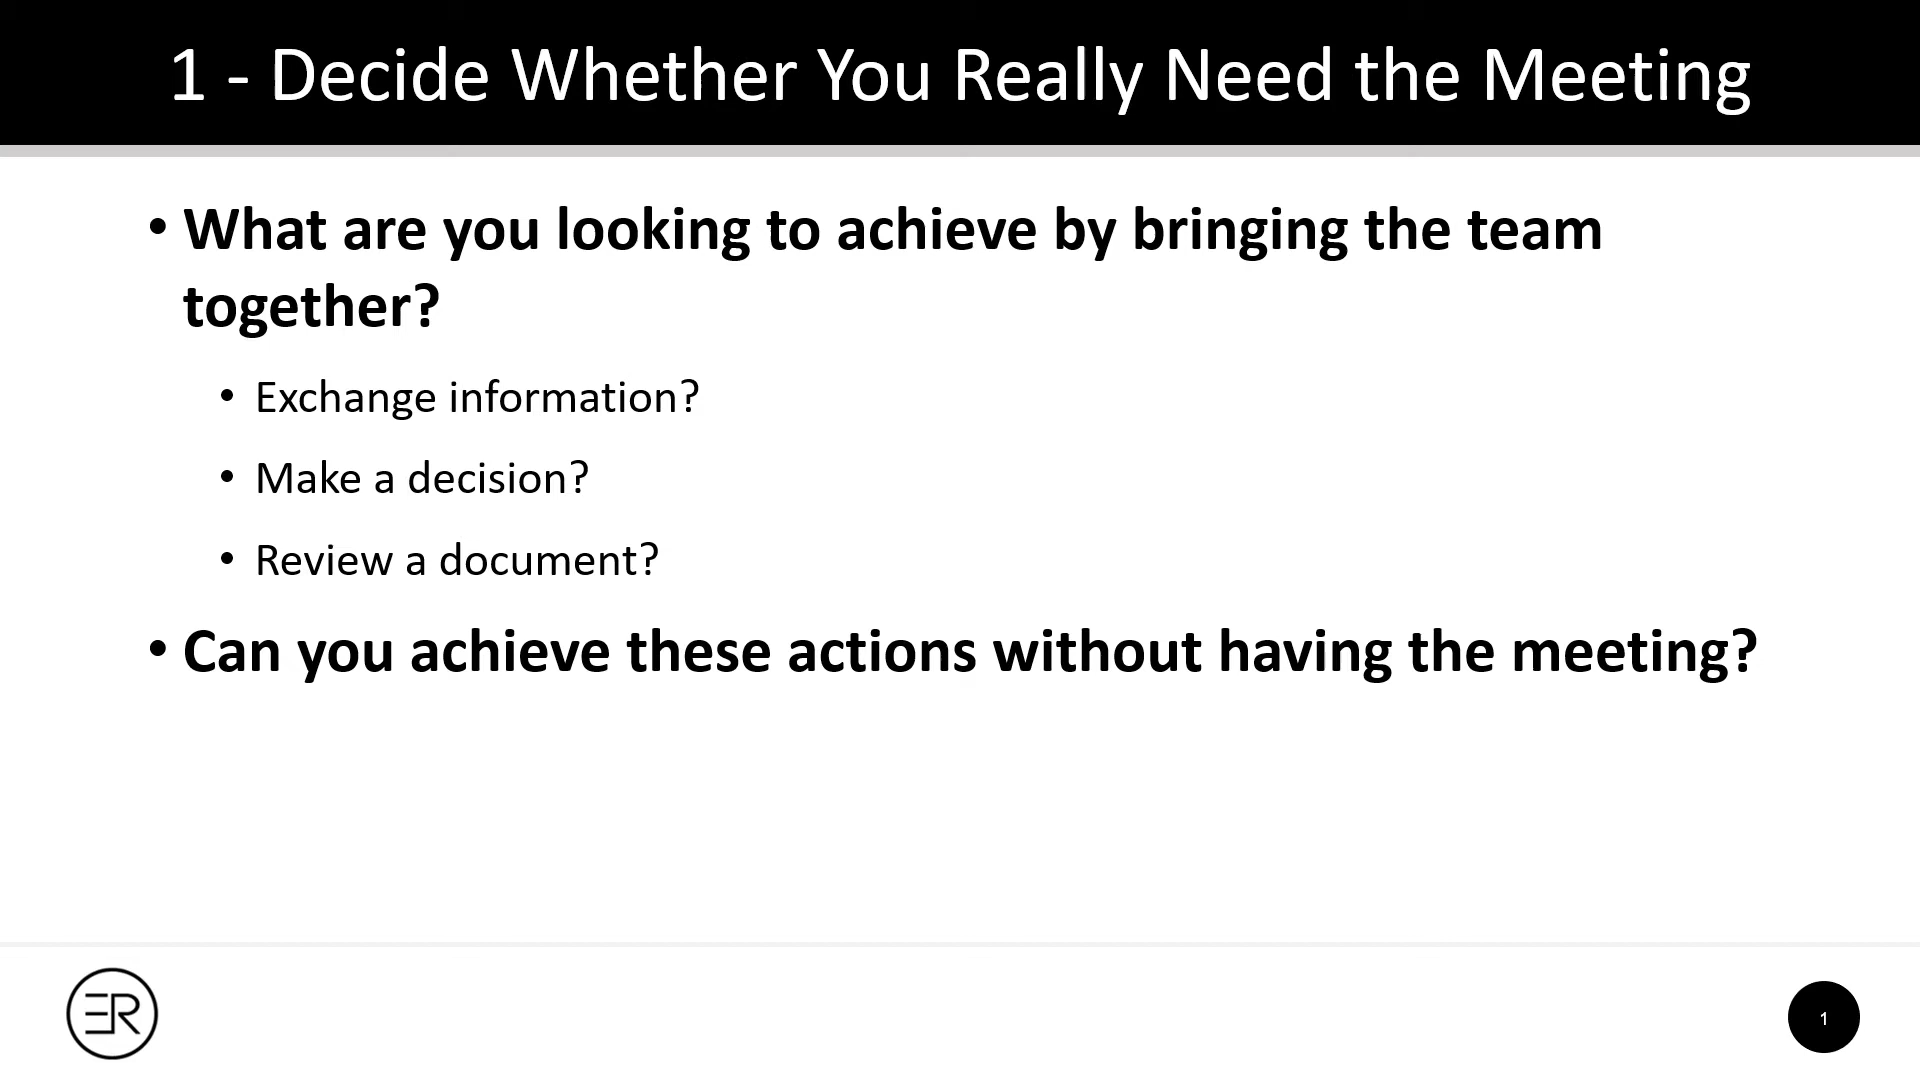 1 - Decide Whether You Really Need the Meeting
• What are you looking to achieve by bringing the team
together?
• Exchange information?
• Make a decision?
• Review a document?
• Can you achieve these actions without having the meeting?
ER
1